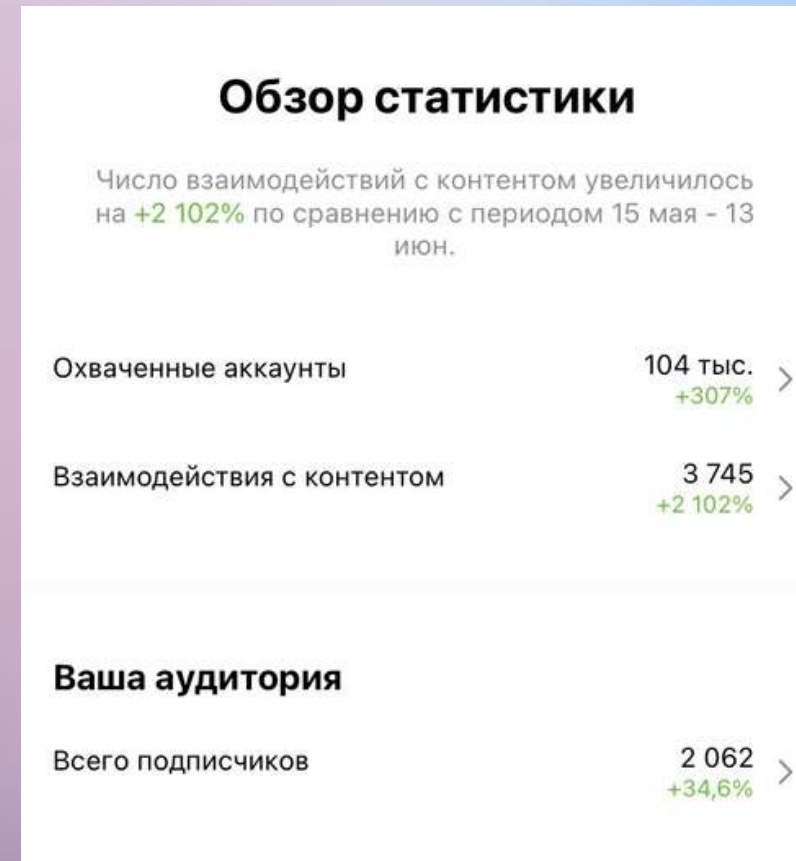 Обзор статистики
Число взаимодействий с контентом увеличилось
на +2 102% по сравнению с периодом 15 мая - 13
июн.
Охваченные аккаунты 104 тыс.
+307%
Взаимодействия с контентом 3 745
+2 102%
Ваша аудитория
Всего подписчиков 2 062
+34,6%